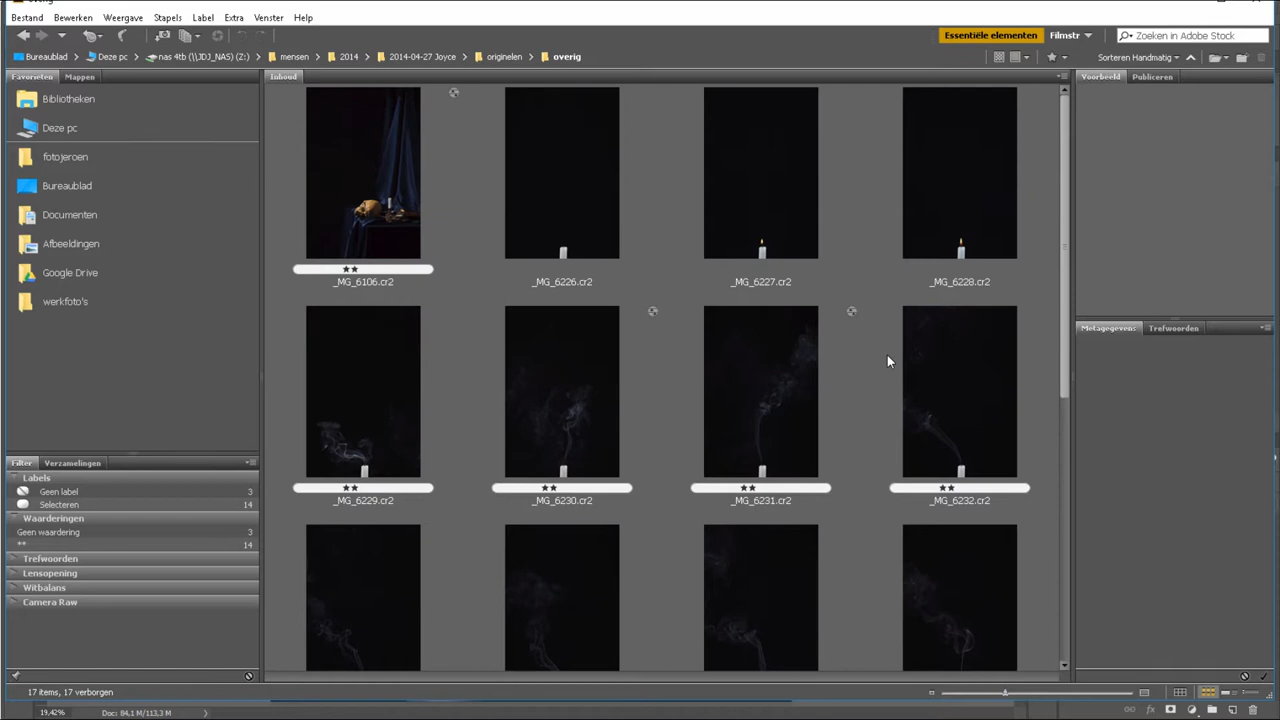 Bestand Bewerken Weergave Stapels Label Extra Venster Help
Essentiële elementen Filmstr Zoeken in Adobe Stock
Bureaublad Deze pc nas 4tb (\\JDJ_NAS) (Z:) mensen 2014 2014-04-27 Joyce originelen overig Sorteren Handmatig
Favorieten Mappen Inhoud Voorbeeld Publiceren
Bibliotheken
Deze pc
fotojeroen
Bureaublad
Documenten
Afbeeldingen
Google Drive
werkfoto's
_MG_6106.cr2 _MG_6226.cr2 _MG_6227.cr2 _MG_6228.cr2
Metagegevens Trefwoorden
Filter Verzamelingen
Labels
Geen label 3
Selecteren 14
Waarderingen
Geen waardering 3
** 14
Trefwoorden
Lensopening
Witbalans
Camera Raw
_MG_6229.cr2 _MG_6230.cr2 _MG_6231.cr2 _MG_6232.cr2
17 items, 17 verborgen
19,42% Doc: 84,1 M/113,3 M